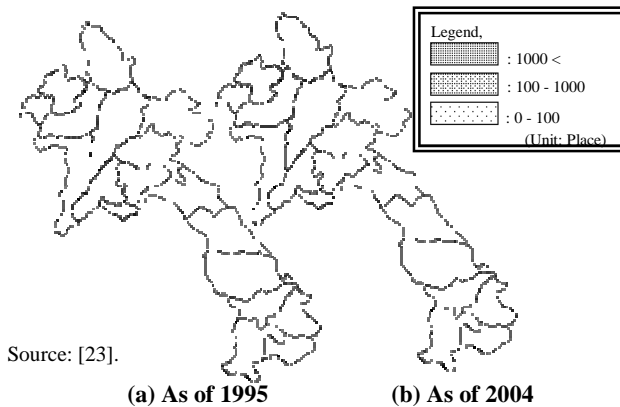 Legend,
: 1000 <
: 100 - 1000
: 0 - 100
(Unit: Place)
Source: [23].
(a) As of 1995 (b) As of 2004